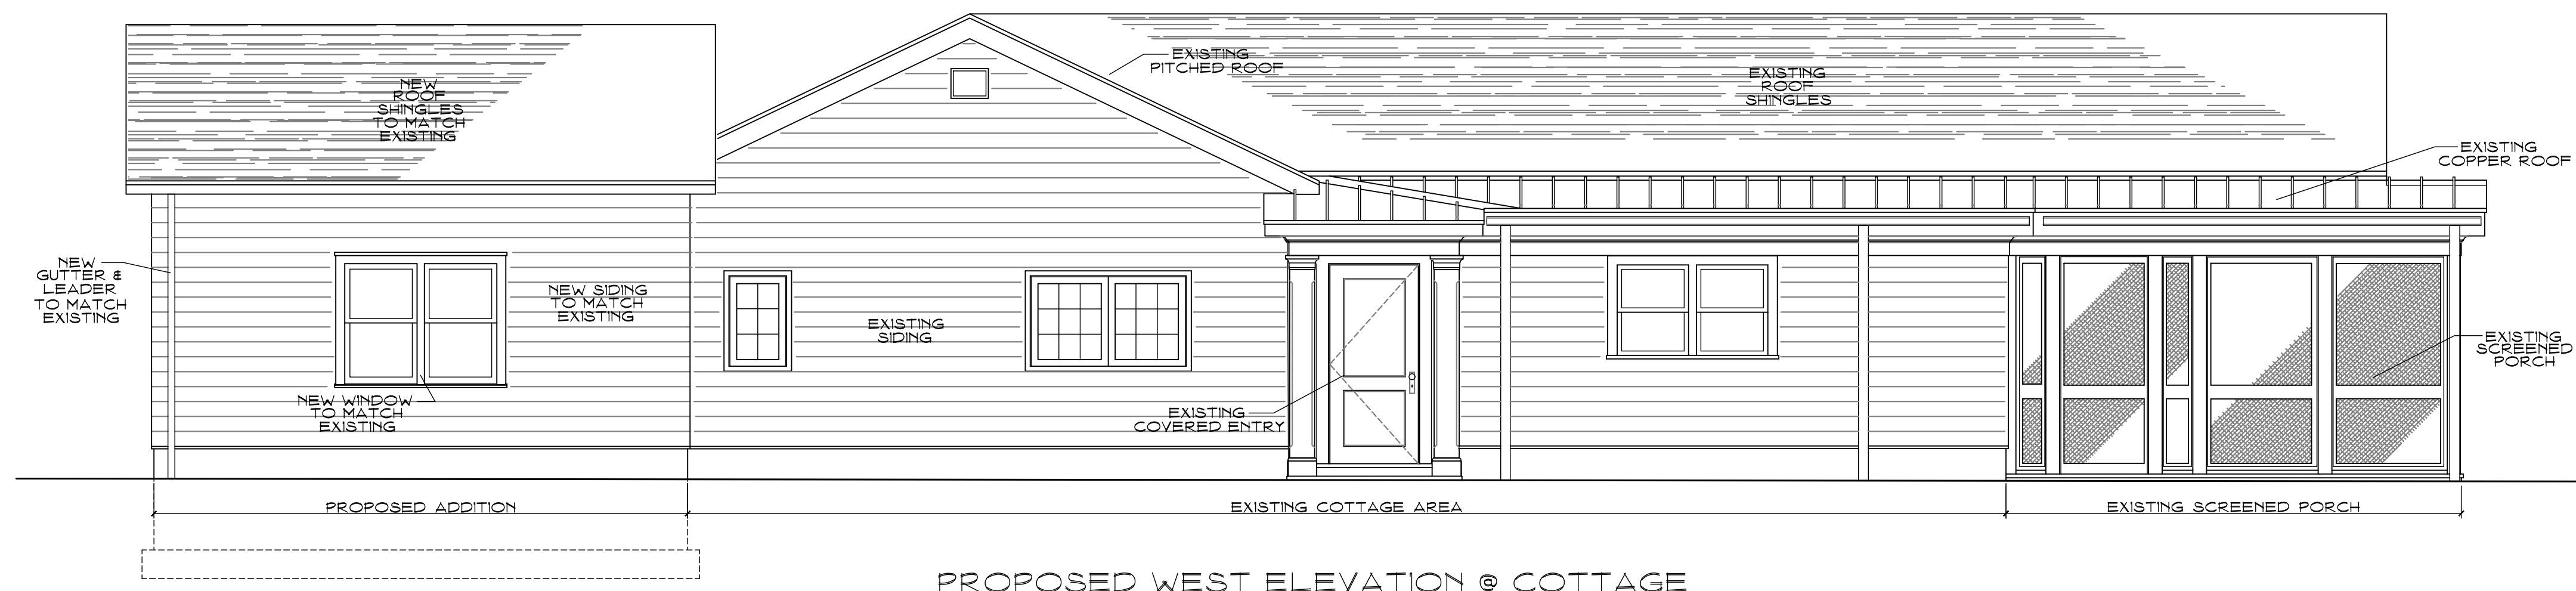 NEW
ROOF
SHINGLES
TO MATCH
EXISTING
EXISTING
PITCHED ROOF
EXISTING
ROOF
SHINGLES
EXISTING
COPPER ROOF
NEW
GUTTER &
LEADER
TO MATCH
EXISTING
NEW SIDING
TO MATCH
EXISTING
EXISTING
SIDING
NEW WINDOW
TO MATCH
EXISTING
EXISTING
COVERED ENTRY
EXISTING
SCREENED
PORCH
PROPOSED ADDITION
EXISTING COTTAGE AREA
EXISTING SCREENED PORCH
PROPOSED WEST ELEVATION @ COTTAGE